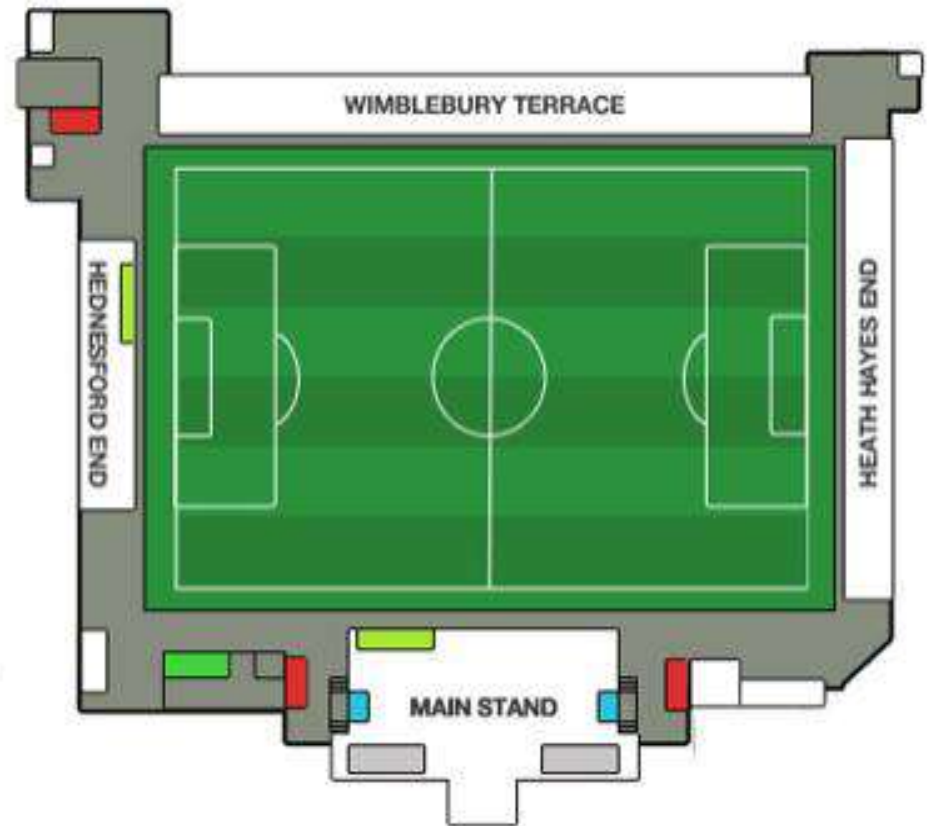 WIMBLEBURY TERRACE
HEDNESFORD END
HEATH HAYES END
MAIN STAND